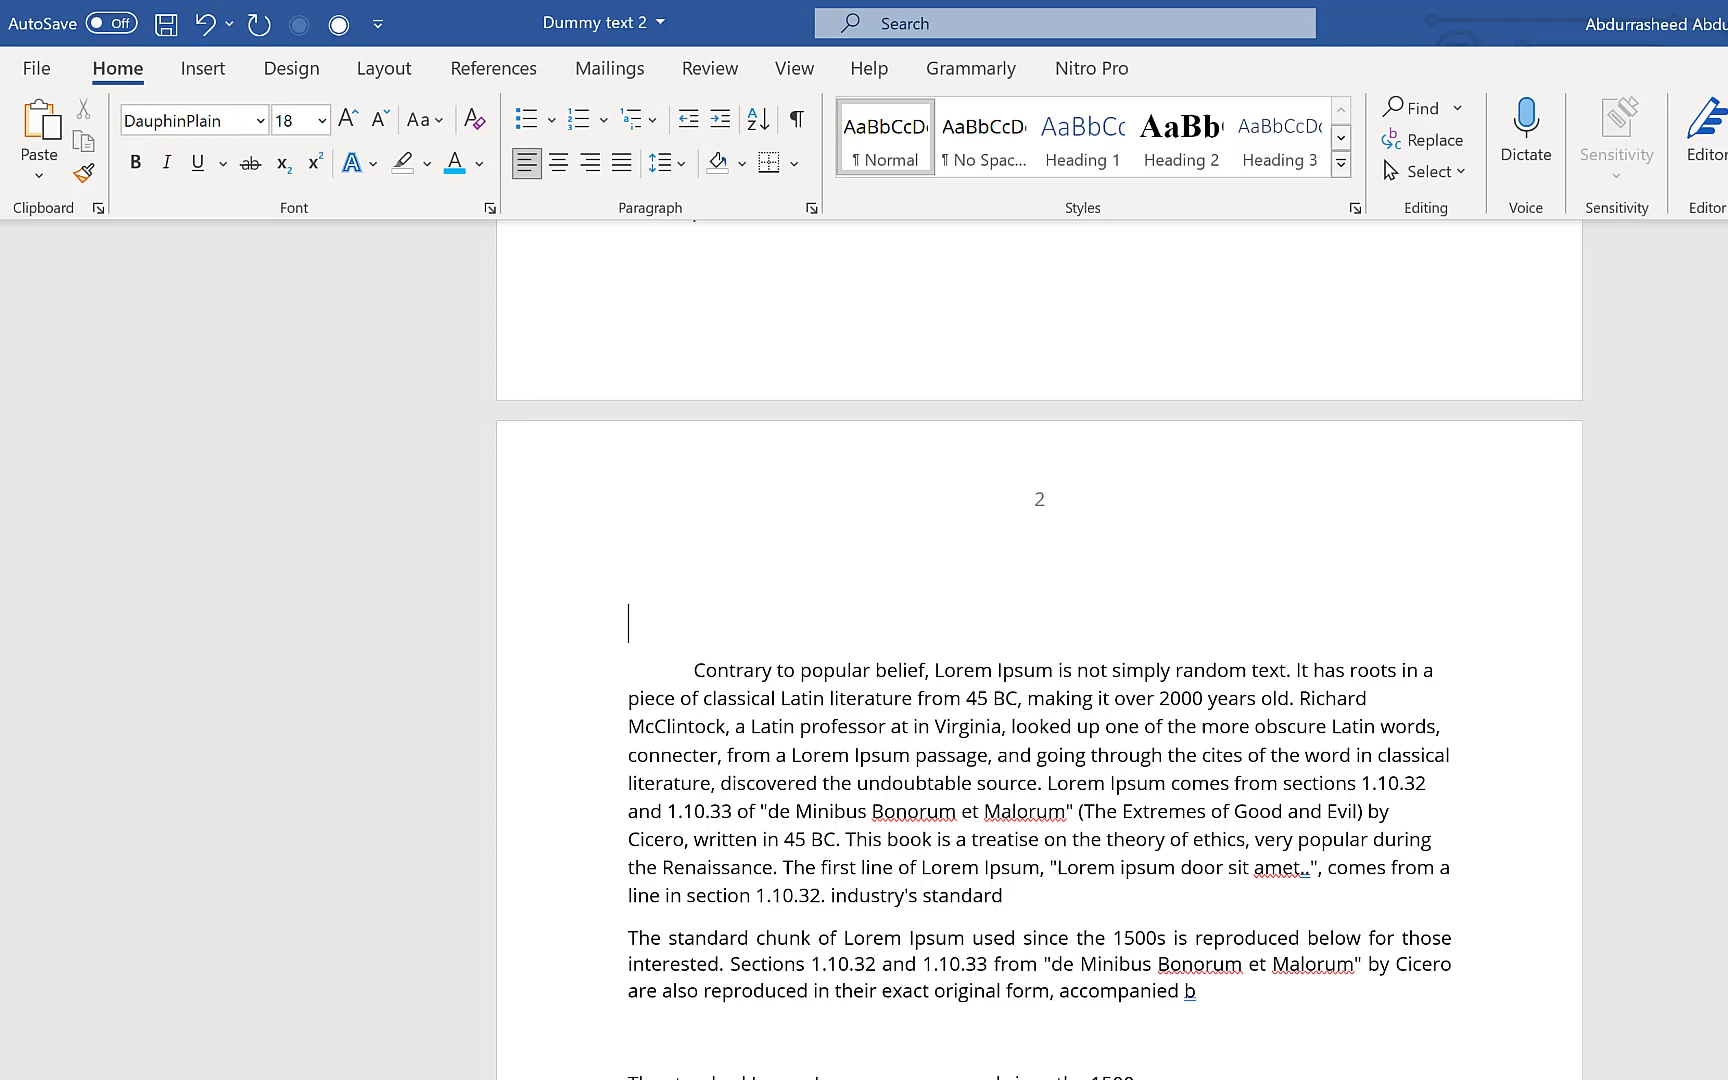 AutoSave Off Dummy text 2 Search Abdurrasheed Abdu
File Home Insert Design Layout References Mailings Review View Help Grammarly Nitro Pro
Paste
Clipboard
DauphinPlain 18
Font
Paragraph
AaBbCcD AaBbCcD AaBbCc AaBb AaBbCcDc
¶ Normal ¶ No Spac... Heading 1 Heading 2 Heading 3
Styles
Find
Replace
Select
Editing
Dictate
Voice
Sensitivity
Sensitivity
Editor
Editor
2
Contrary to popular belief, Lorem Ipsum is not simply random text. It has roots in a
piece of classical Latin literature from 45 BC, making it over 2000 years old. Richard
McClintock, a Latin professor at in Virginia, looked up one of the more obscure Latin words,
connecter, from a Lorem Ipsum passage, and going through the cites of the word in classical
literature, discovered the undoubtable source. Lorem Ipsum comes from sections 1.10.32
and 1.10.33 of "de Minibus Bonorum et Malorum" (The Extremes of Good and Evil) by
Cicero, written in 45 BC. This book is a treatise on the theory of ethics, very popular during
the Renaissance. The first line of Lorem Ipsum, "Lorem ipsum door sit amet..", comes from a
line in section 1.10.32. industry's standard
The standard chunk of Lorem Ipsum used since the 1500s is reproduced below for those
interested. Sections 1.10.32 and 1.10.33 from "de Minibus Bonorum et Malorum" by Cicero
are also reproduced in their exact original form, accompanied b